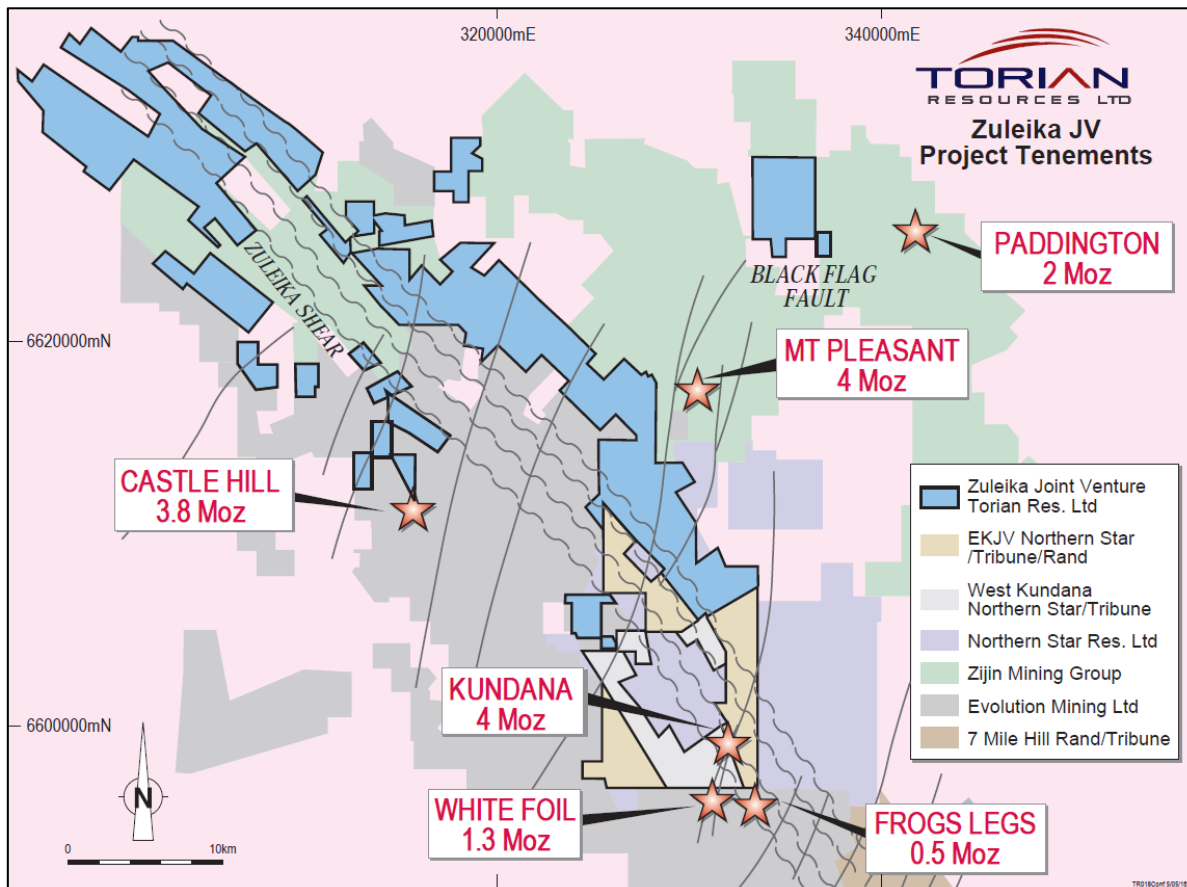 320000mE
340000mE
TORIAN
RESOURCES LTD
Zuleika JV
Project Tenements
PADDINGTON
2 Moz
BLACK FLAG
FAULT
ZULEIKA SHEAR
6620000mN
MT PLEASANT
4 Moz
CASTLE HILL
3.8 Moz
Zuleika Joint Venture
Torian Res. Ltd
EKJV Northern Star
/Tribune/Rand
West Kundana
Northern Star/Tribune
Northern Star Res. Ltd
Zijin Mining Group
Evolution Mining Ltd
7 Mile Hill Rand/Tribune
KUNDANA
4 Moz
6600000mN
N
WHITE FOIL
1.3 Moz
FROGS LEGS
0.5 Moz
0
10km